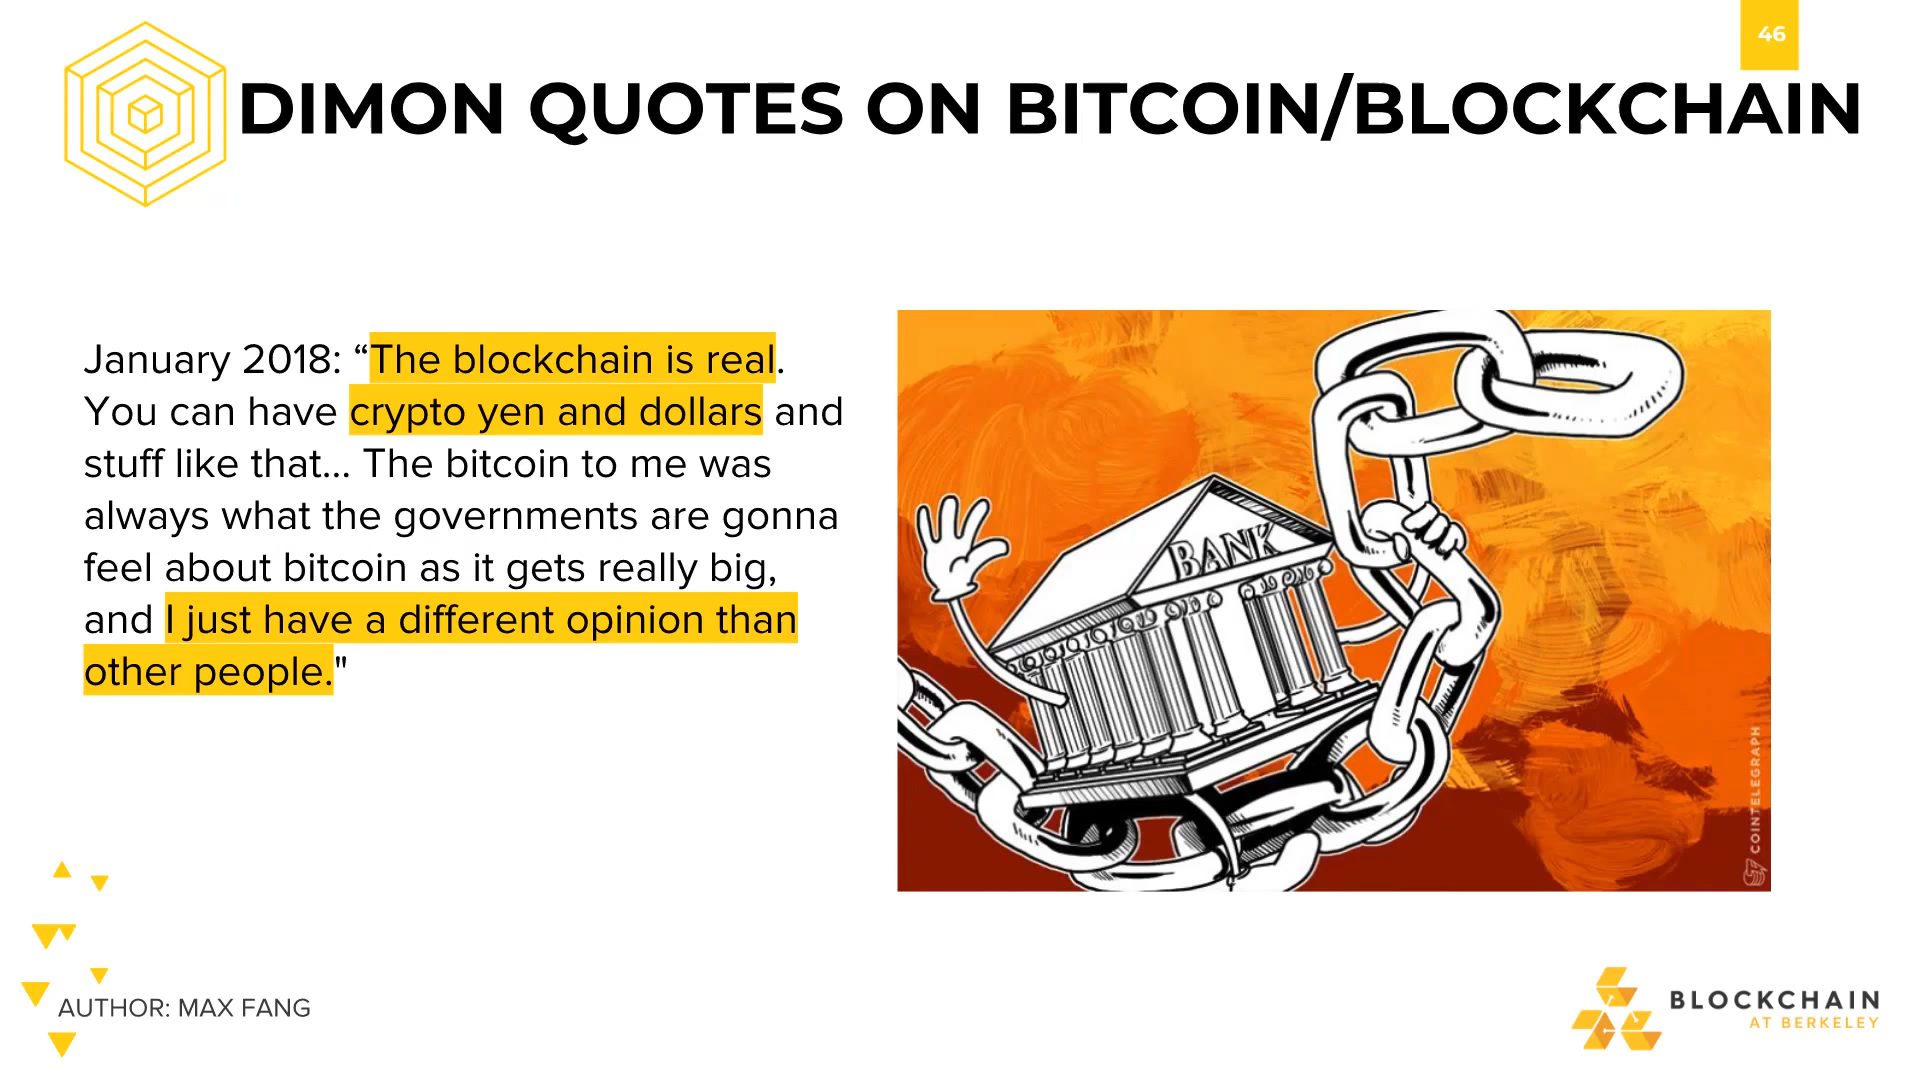 46
DIMON QUOTES ON BITCOIN/BLOCKCHAIN
January 2018: “The blockchain is real.
You can have crypto yen and dollars and
stuff like that... The bitcoin to me was
always what the governments are gonna
feel about bitcoin as it gets really big,
and I just have a different opinion than
other people."
BANK
COINTELEGRAPH
AUTHOR: MAX FANG
BLOCKCHAIN
AT BERKELEY